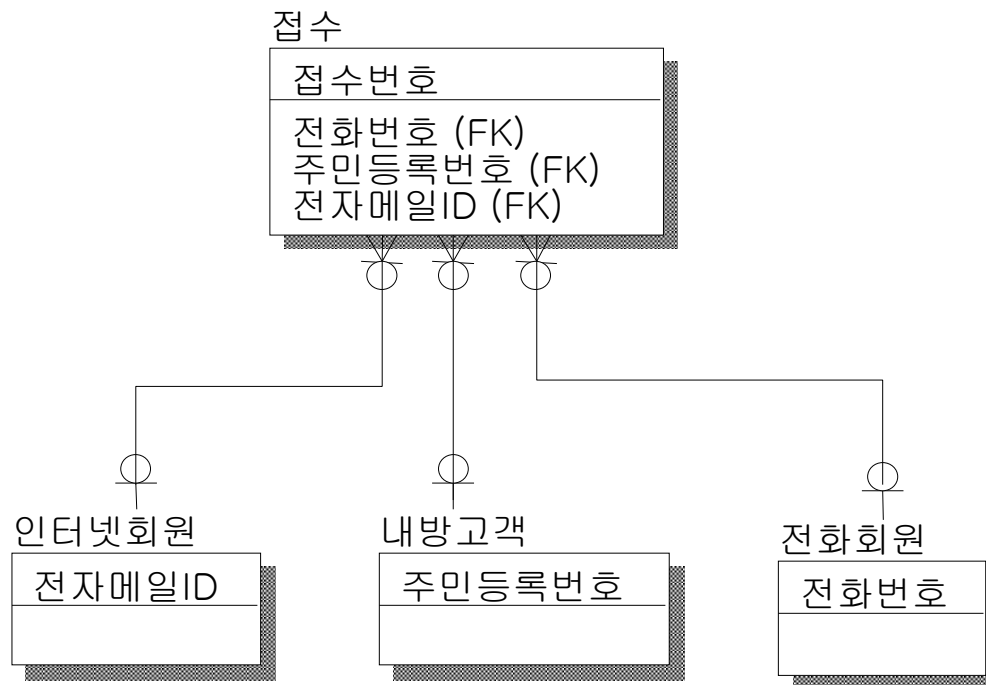 접수
접수번호
전화번호 (FK)
주민등록번호 (FK)
전자메일ID (FK)
인터넷회원
전자메일ID
내방고객
주민등록번호
전화회원
전화번호